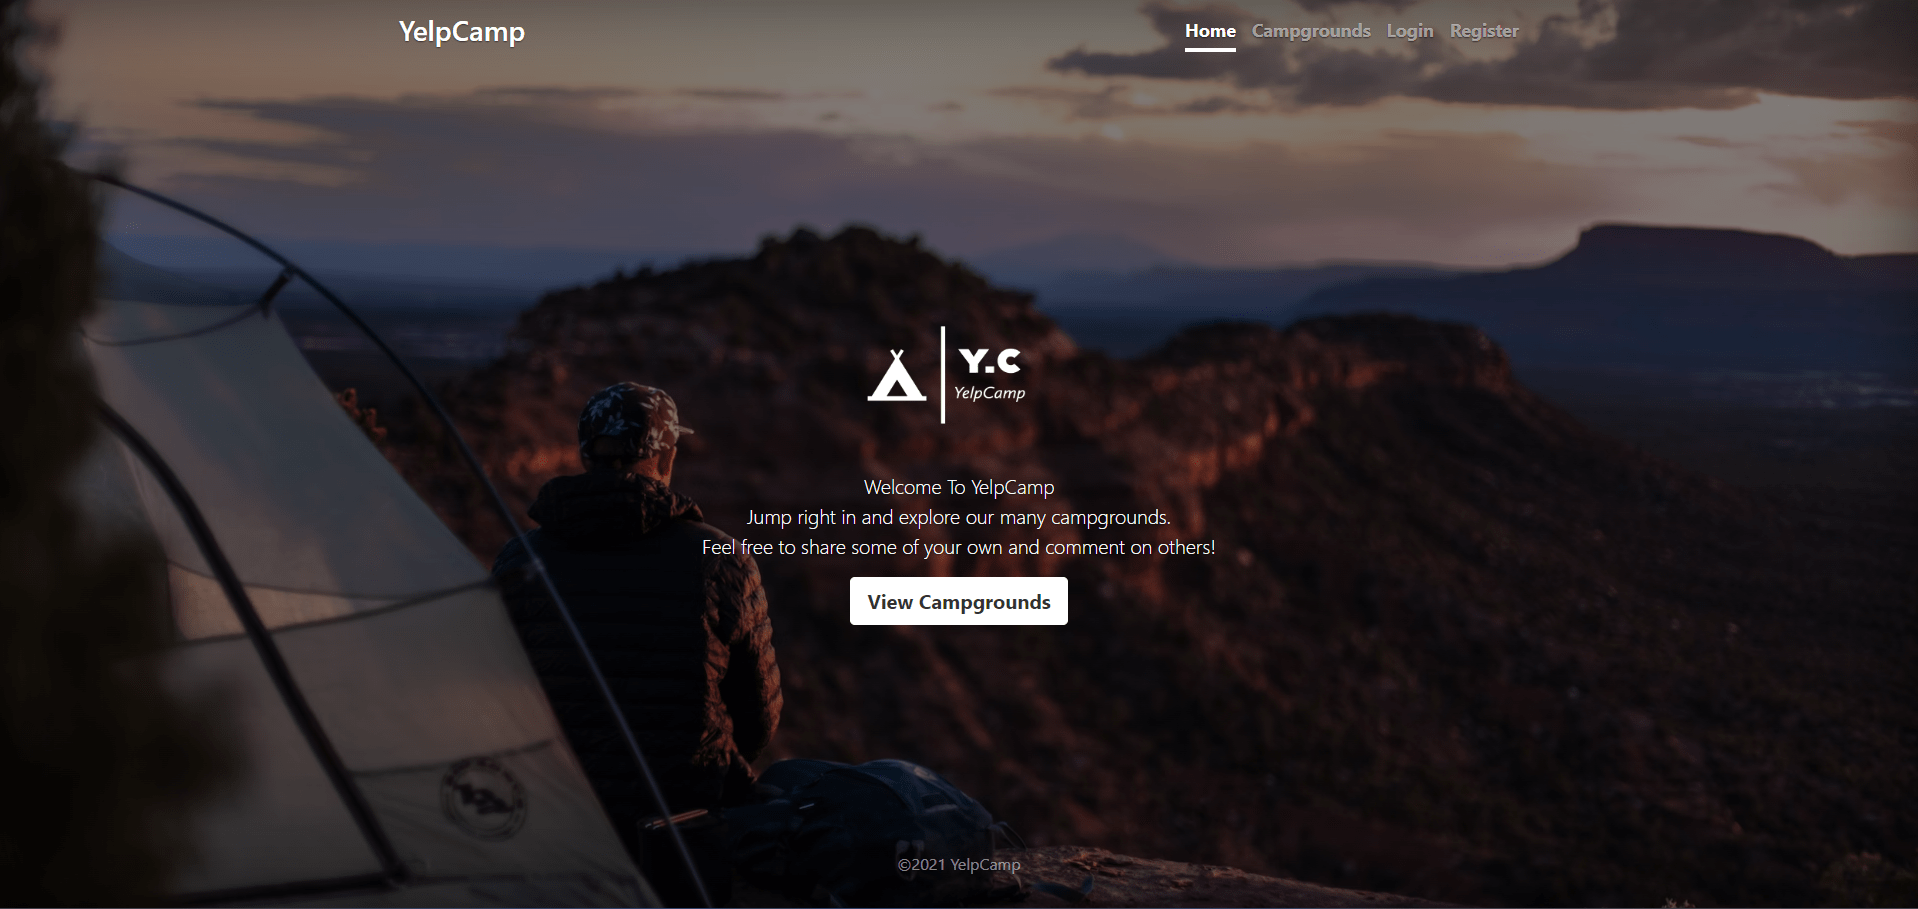 YelpCamp
Home Campgrounds Login Register
Y.C
YelpCamp
Welcome To YelpCamp
Jump right in and explore our many campgrounds.
Feel free to share some of your own and comment on others!
View Campgrounds
©2021 YelpCamp